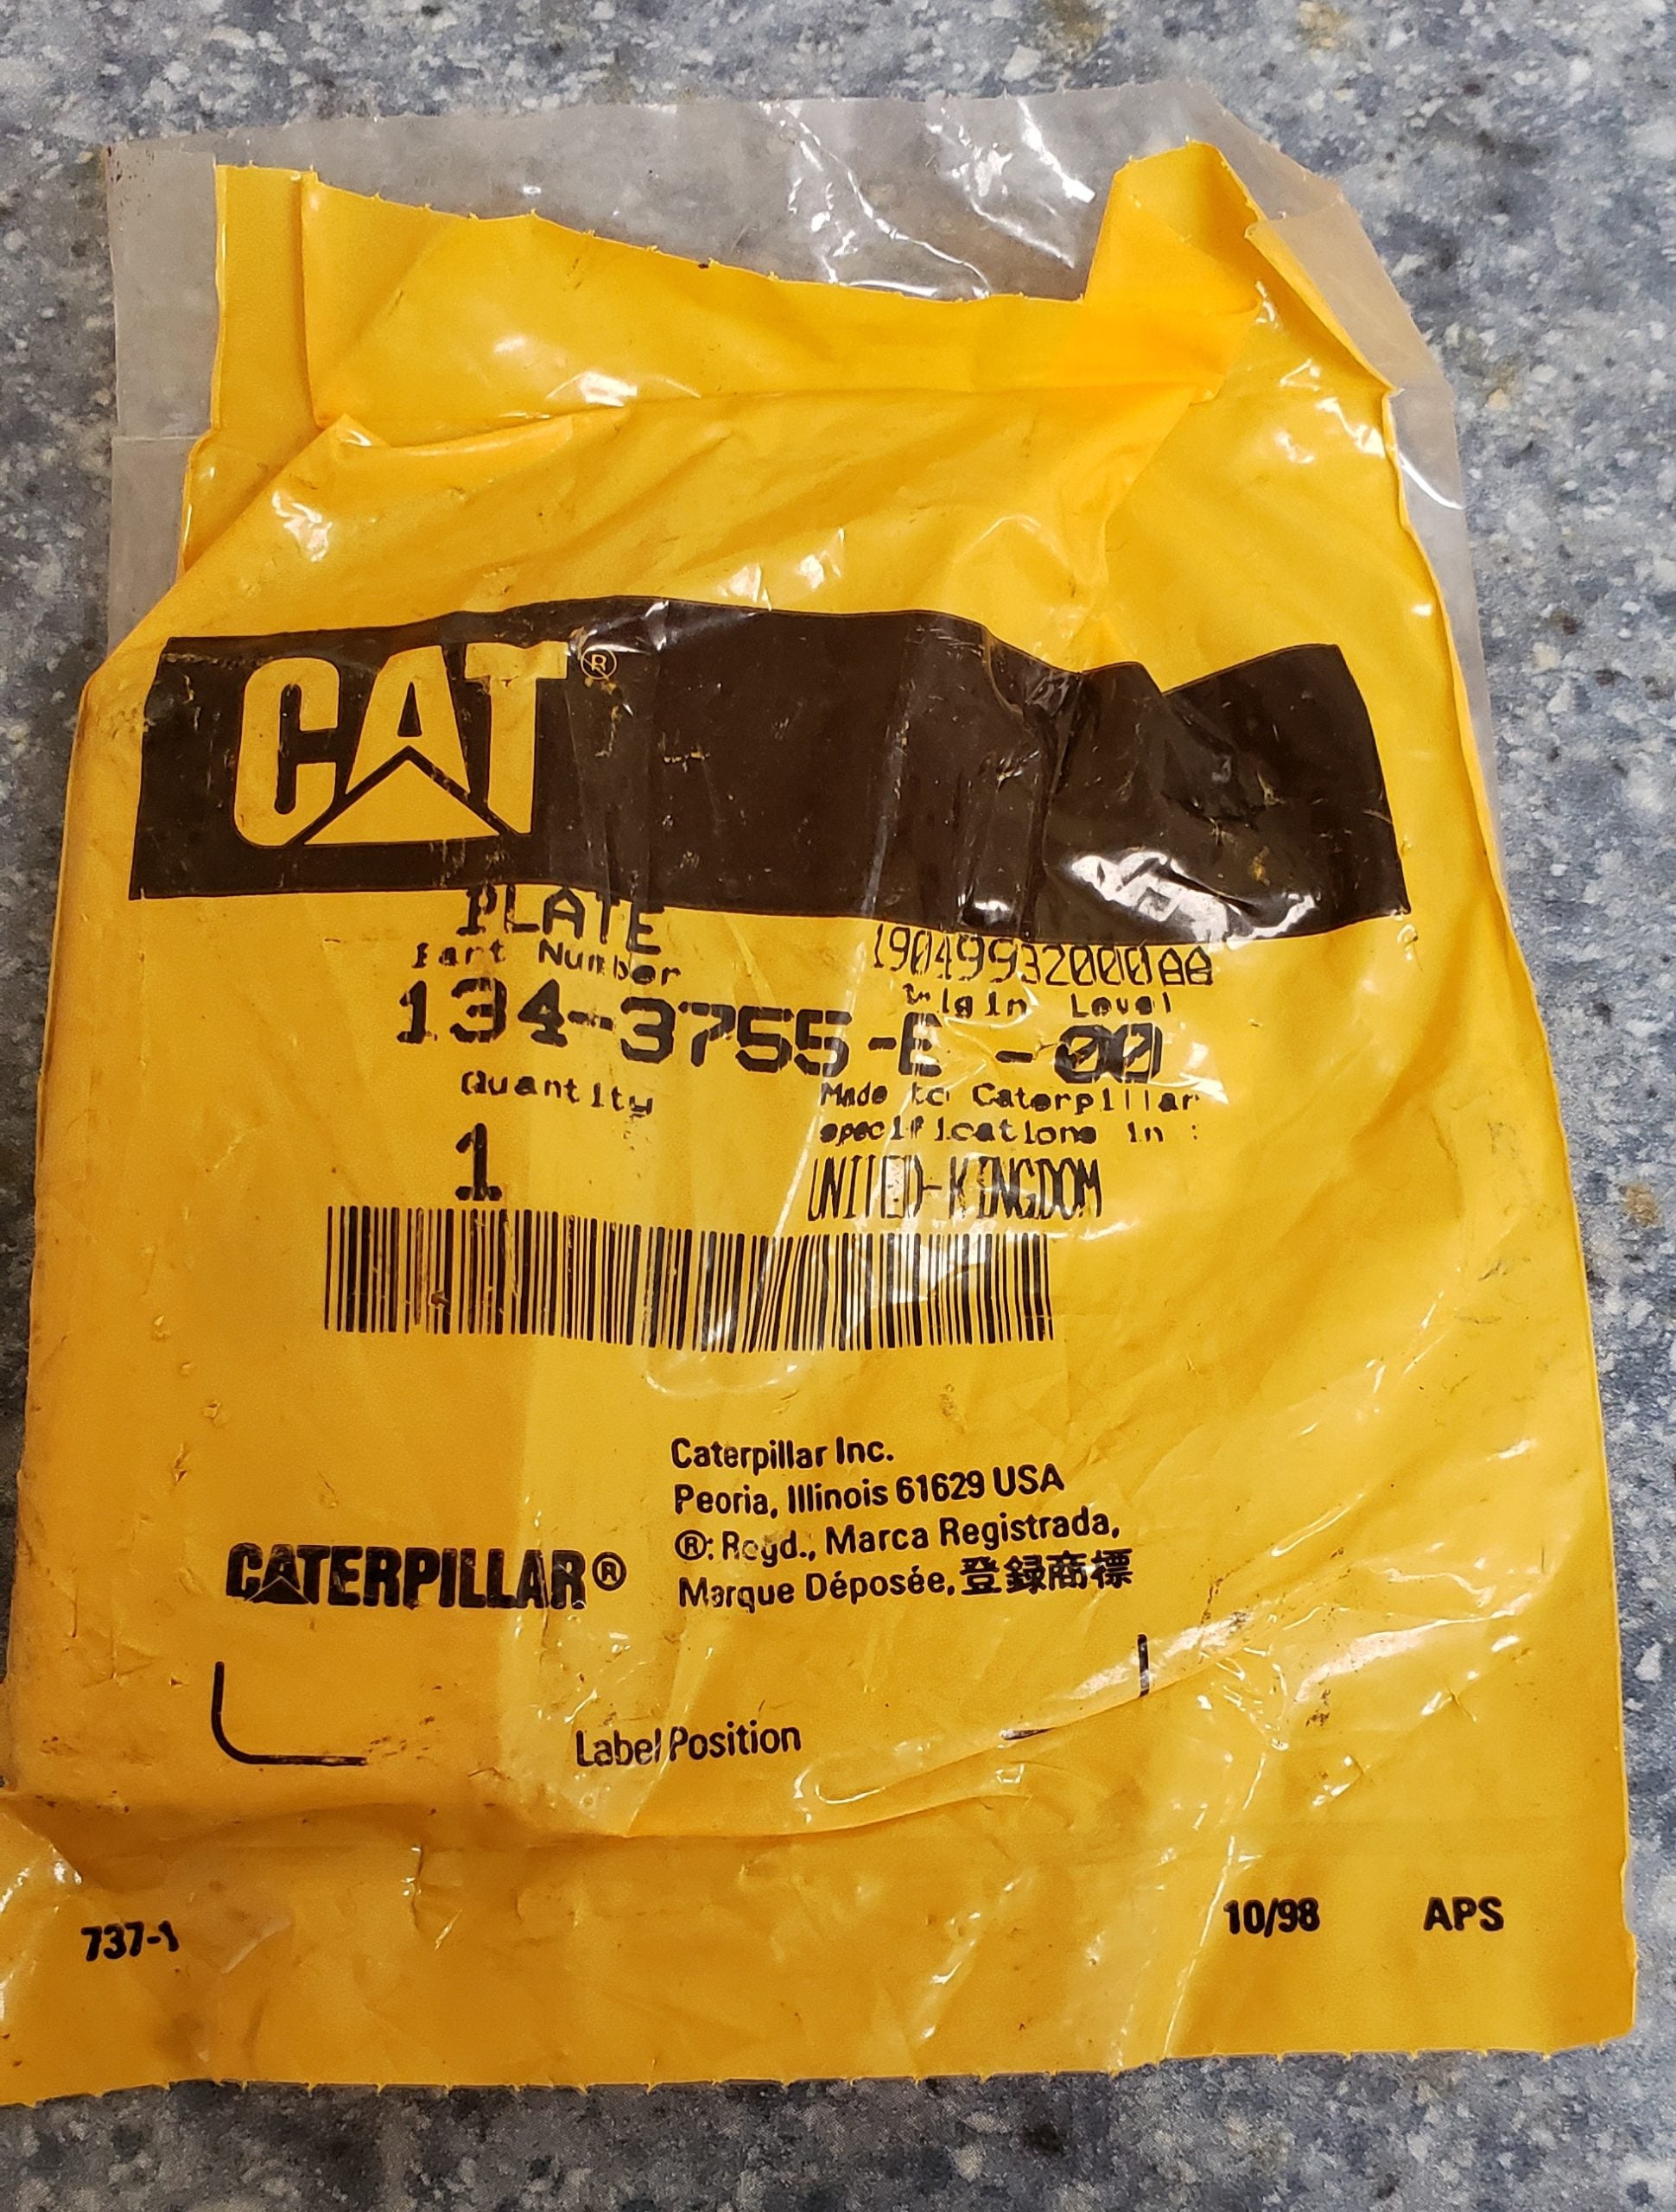 CAT®
PLATE
Part Number
19049932000AA
Level
134-3755-E -00
Quantity
Made to Caterpillar
specifications in :
1
UNITED-KINGDOM
Caterpillar Inc.
Peoria, Illinois 61629 USA
®: Regd., Marca Registrada,
Marque Déposée, 登録商標
CATERPILLAR®
Label Position
737-1
10/98
APS